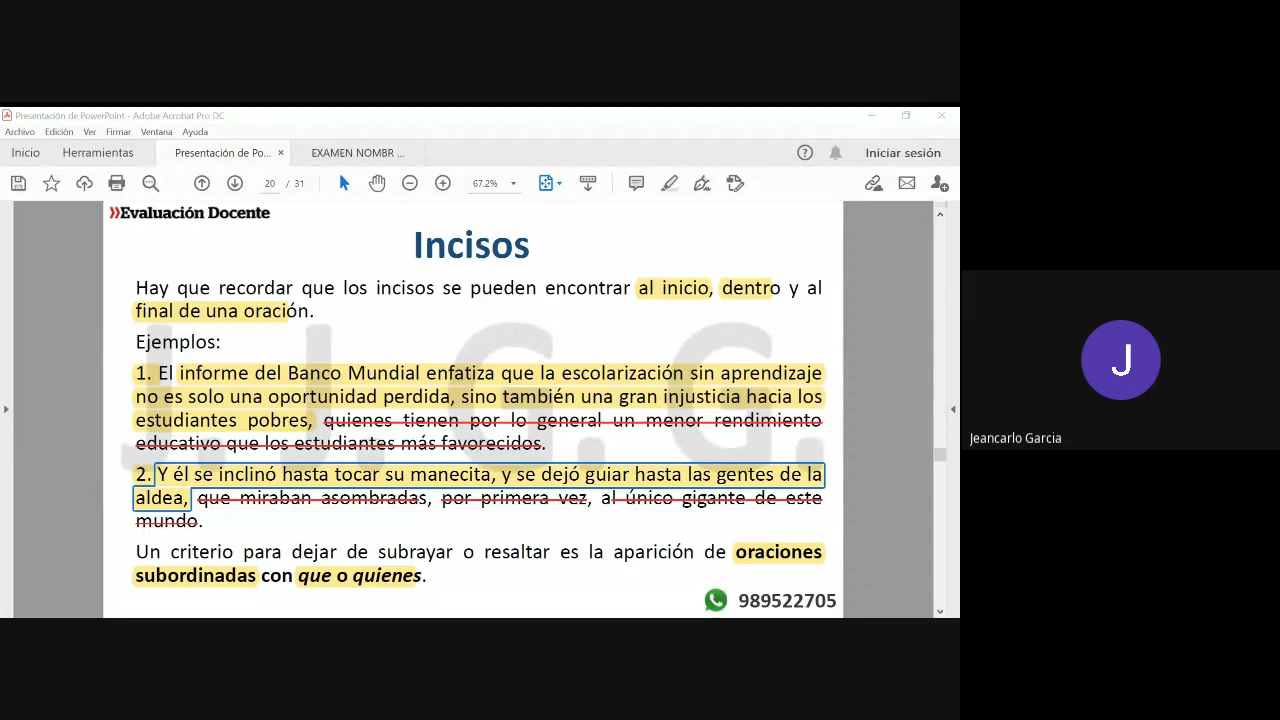 Presentación de PowerPoint - Adobe Acrobat Pro DC
Archivo Edición Ver Firmar Ventana Ayuda
Inicio Herramientas Presentación de Po... × EXAMEN NOMBR ... Iniciar sesión
20 / 31 67.2%
»Evaluación Docente
Incisos
Hay que recordar que los incisos se pueden encontrar al inicio, dentro y al
final de una oración.
Ejemplos:
1. El informe del Banco Mundial enfatiza que la escolarización sin aprendizaje
no es solo una oportunidad perdida, sino también una gran injusticia hacia los
estudiantes pobres, quienes tienen por lo general un menor rendimiento
educativo que los estudiantes más favorecidos.
2. Y él se inclinó hasta tocar su manecita, y se dejó guiar hasta las gentes de la
aldea, que miraban asombradas, por primera vez, al único gigante de este
mundo.
Un criterio para dejar de subrayar o resaltar es la aparición de oraciones
subordinadas con que o quienes.
989522705
J. J. G. G.
J
Jeancarlo Garcia